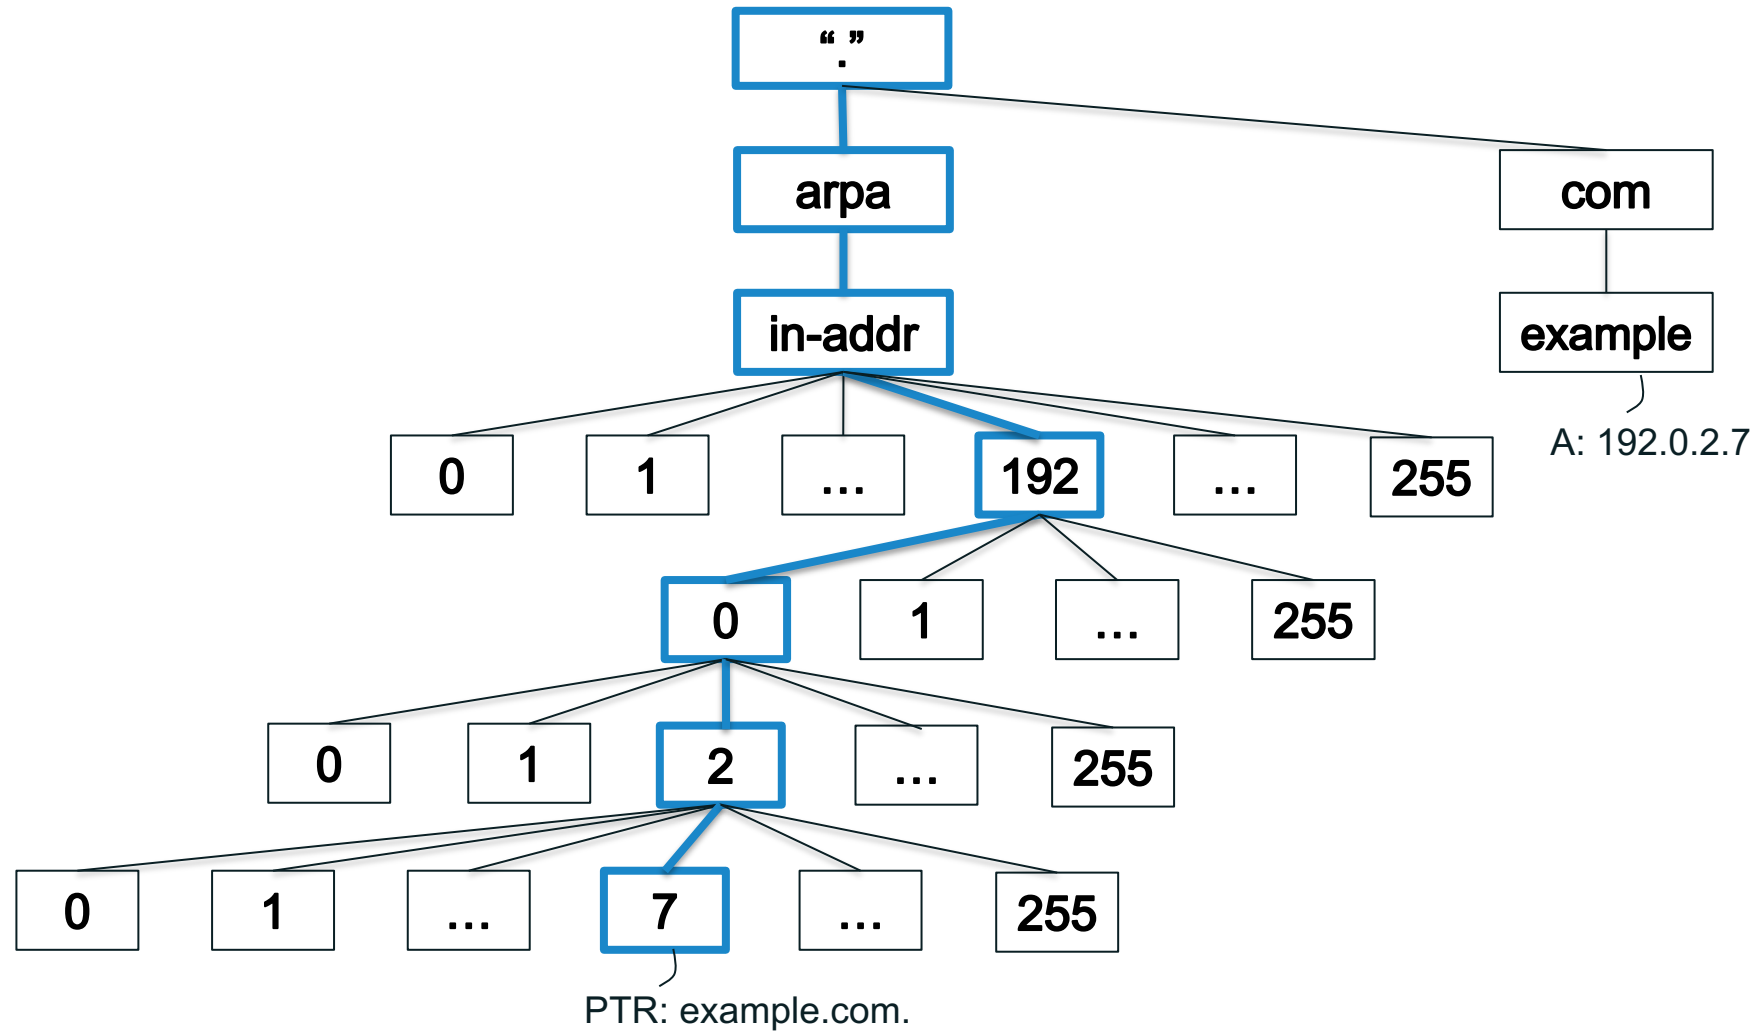 “.”
arpa
com
in-addr
example
A: 192.0.2.7
0 1 ... 192 ... 255
0 1 ... 255
0 1 2 ... 255
0 1 ... 7 ... 255
PTR: example.com.